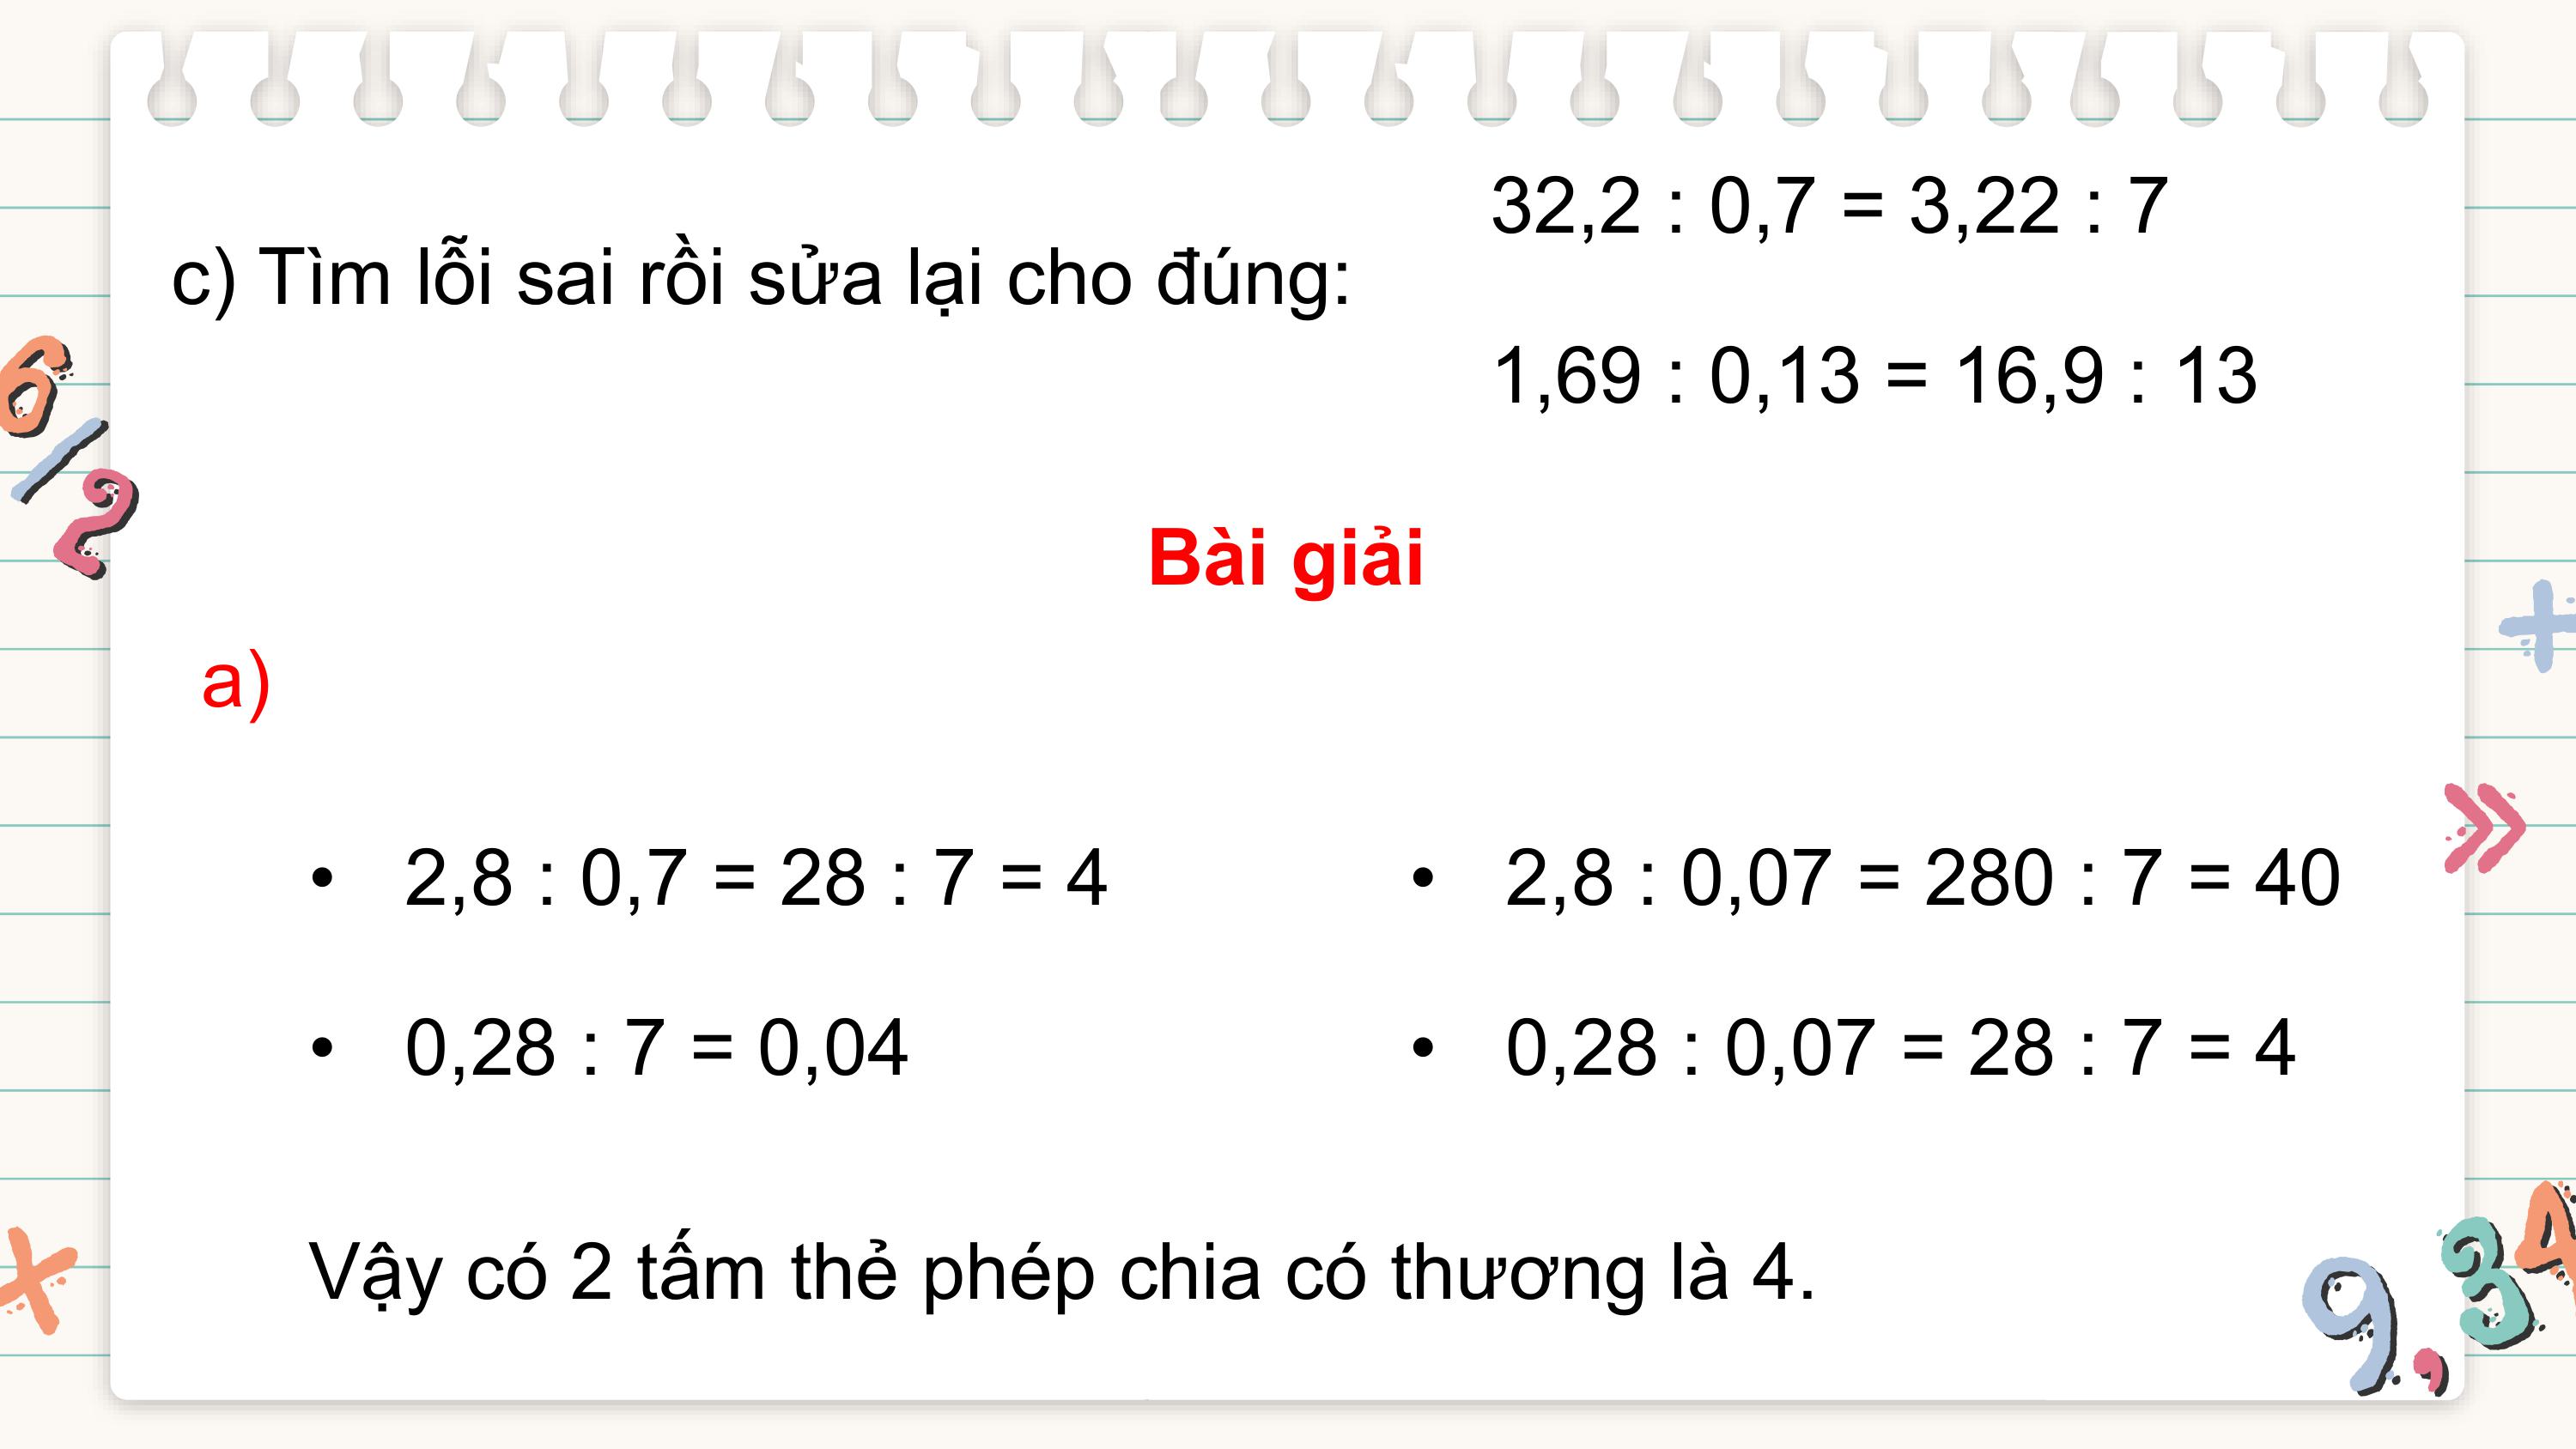 32,2 : 0,7 = 3,22 : 7
c) Tìm lỗi sai rồi sửa lại cho đúng:
1,69 : 0,13 = 16,9 : 13
Bài giải
a)
• 2,8 : 0,7 = 28 : 7 = 4
• 2,8 : 0,07 = 280 : 7 = 40
• 0,28 : 7 = 0,04
• 0,28 : 0,07 = 28 : 7 = 4
Vậy có 2 tấm thẻ phép chia có thương là 4.
6/2
+
»
×
9,34